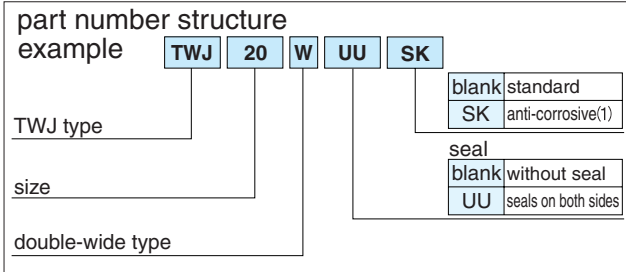 part number structure
example TWJ 20 W UU SK
blank standard
SK anti-corrosive(1)
TWJ type
seal
blank without seal
size
UU seals on both sides
double-wide type